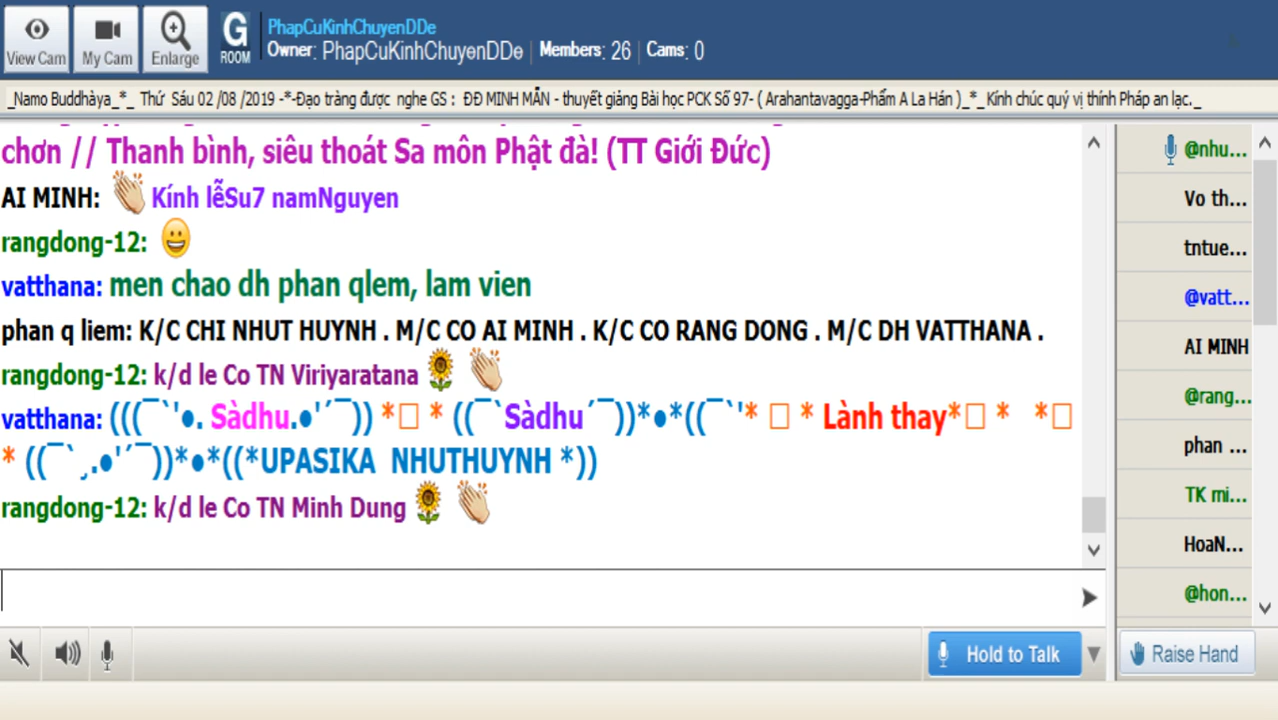 View Cam
My Cam
Enlarge
G
ROOM
PhapCuKinhChuyenDDe
Owner: PhapCuKinhChuyenDDe | Members: 26 | Cams: 0
_Namo Buddhàya_*_ Thứ Sáu 02 /08 /2019 -*-Đạo tràng được nghe GS : ĐĐ MINH MẪN - thuyết giảng Bài học PCK Số 97- ( Arahantavagga-Phẩm A La Hán )_*_Kính chúc quý vị thính Pháp an lạc._
chơn // Thanh bình, siêu thoát Sa môn Phật đà! (TT Giới Đức)
AI MINH: 👏 Kính lễSu7 namNguyen
rangdong-12: 😀
vatthana: men chao dh phan qlem, lam vien
phan q liem: K/C CHI NHUT HUYNH . M/C CO AI MINH . K/C CO RANG DONG . M/C DH VATTHANA .
rangdong-12: k/d le Co TN Viriyaratana 🌻 👏
vatthana: (((¯`'•. Sàdhu.•'´¯)) *□ * ((¯`Sàdhu´¯))*•*((¯`'* □ * Lành thay*□ * *□
* ((¯`¸.•'´¯))*•*((*UPASIKA NHUTHUYNH *))
rangdong-12: k/d le Co TN Minh Dung 🌻 👏
@nhu...
Vo th...
tntue...
@vatt...
AI MINH
@rang...
phan ...
TK mi...
HoaN...
@hon...
Hold to Talk
Raise Hand